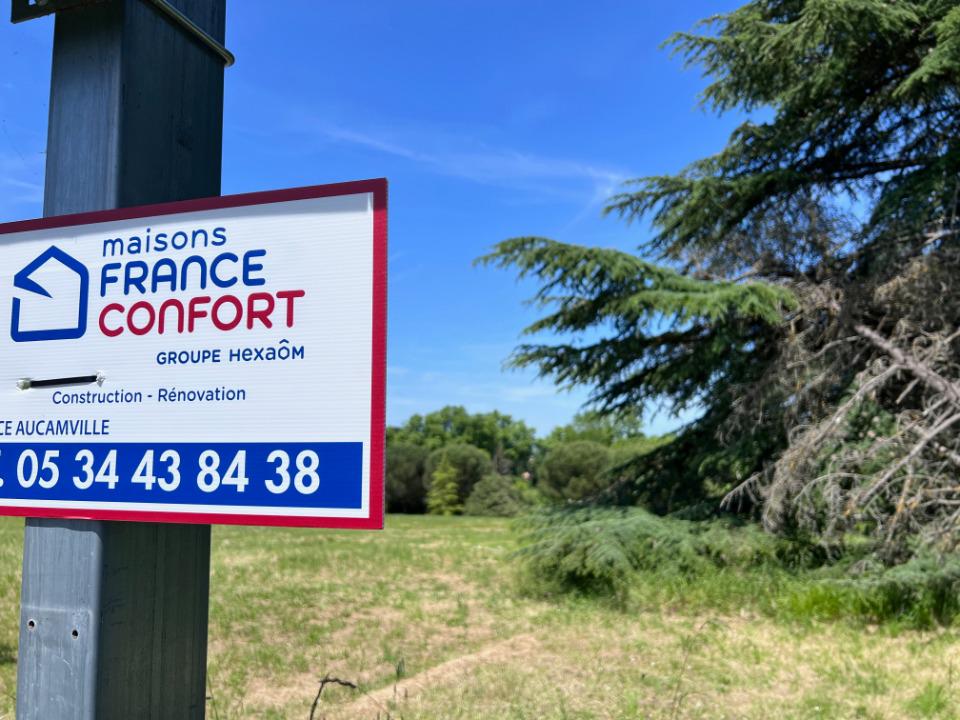 maisons
FRANCE
CONFORT
GROUPE HEXAÔM
Construction - Rénovation
CE AUCAMVILLE
. 05 34 43 84 38